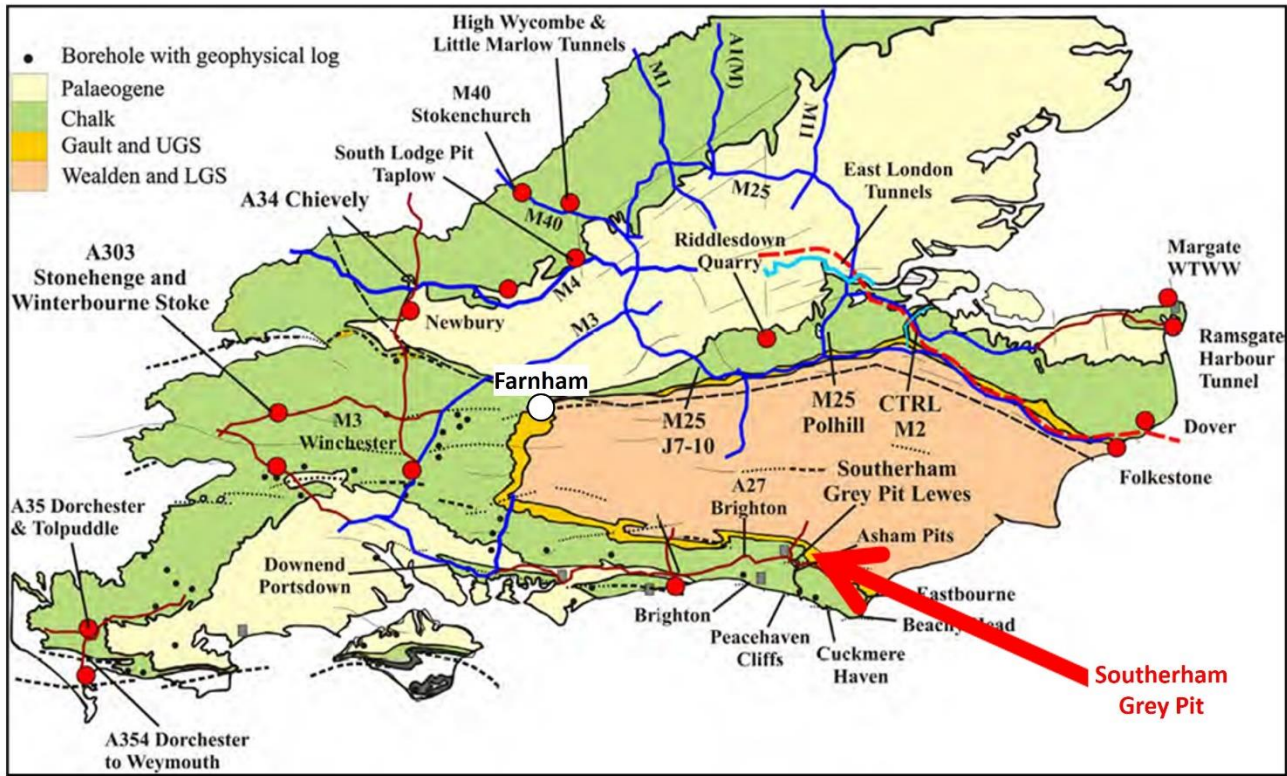 Borehole with geophysical log
Palaeogene
Chalk
Gault and UGS
Wealden and LGS
High Wycombe &
Little Marlow Tunnels
M40
Stokenchurch
South Lodge Pit
Taplow
A34 Chievely
A303
Stonehenge and
Winterbourne Stoke
M1
A1(M)
M11
M25
M40
East London
Tunnels
Riddlesdown
Quarry
Margate
WTWW
M4
Newbury
M3
Ramsgate
Harbour
Tunnel
Farnham
M3
Winchester
M25
J7-10
M25
Polhill
CTRL
M2
Dover
Folkestone
Southerham
Grey Pit Lewes
A27
Brighton
Asham Pits
A35 Dorchester
& Tolpuddle
Downend
Portsdown
Brighton
Peacehaven
Cliffs
Cuckmere
Haven
Eastbourne
Beachy Head
Southerham
Grey Pit
A354 Dorchester
to Weymouth